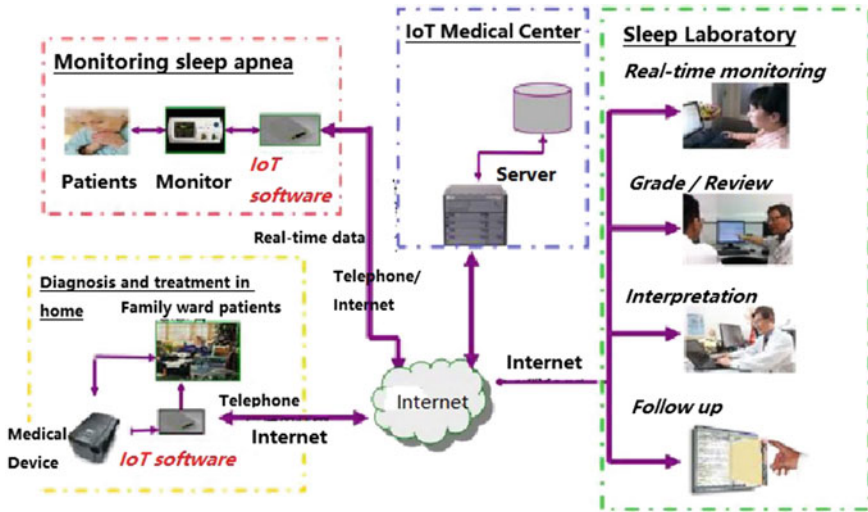 Monitoring sleep apnea
Patients
Monitor
IoT
software
Real-time data
Telephone/
Internet
Diagnosis and treatment in
home
Family ward patients
Medical
Device
IoT software
Telephone
Internet
IoT Medical Center
Server
Internet
Internet
Sleep Laboratory
Real-time monitoring
Grade / Review
Interpretation
Follow up